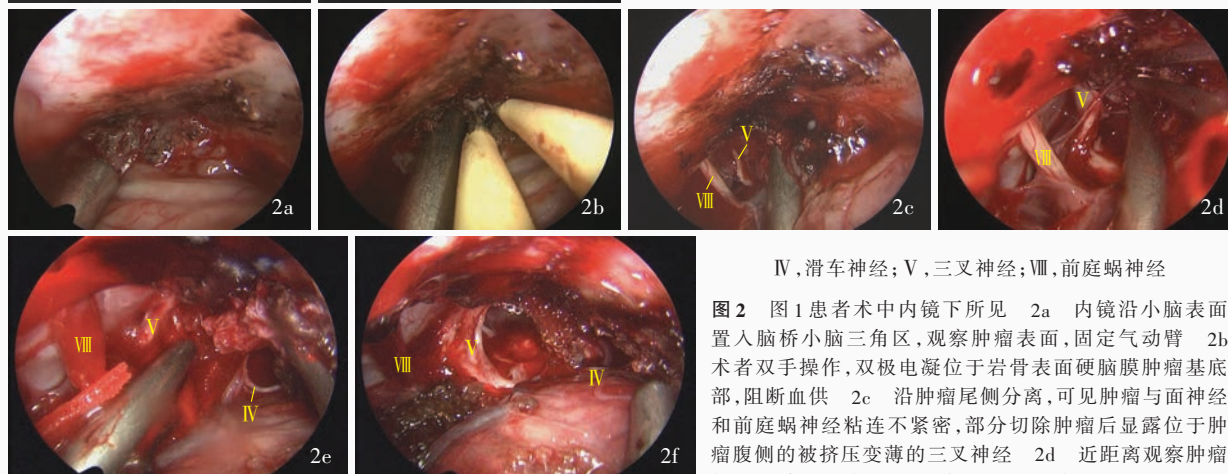 2a
2b
Ⅴ
Ⅷ
2c
Ⅴ
Ⅷ
2d
Ⅷ
Ⅴ
Ⅳ
2e
Ⅷ
Ⅴ
Ⅳ
2f
Ⅳ,滑车神经;Ⅴ,三叉神经;Ⅷ,前庭蜗神经
图2 图1患者术中内镜下所见 2a 内镜沿小脑表面
置入脑桥小脑三角区,观察肿瘤表面,固定气动臂 2b
术者双手操作,双极电凝位于岩骨表面硬脑膜肿瘤基底
部,阻断血供 2c 沿肿瘤尾侧分离,可见肿瘤与面神经
和前庭蜗神经粘连不紧密,部分切除肿瘤后显露位于肿
瘤腹侧的被挤压变薄的三叉神经 2d 近距离观察肿瘤